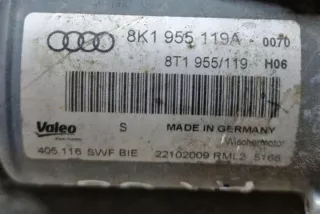 8K1 955 119A - 0070
8T1 955/119 H06
Valeo S MADE IN GERMANY
Wischermotor
405.116 SWF BIE 22102009 RML2 5168